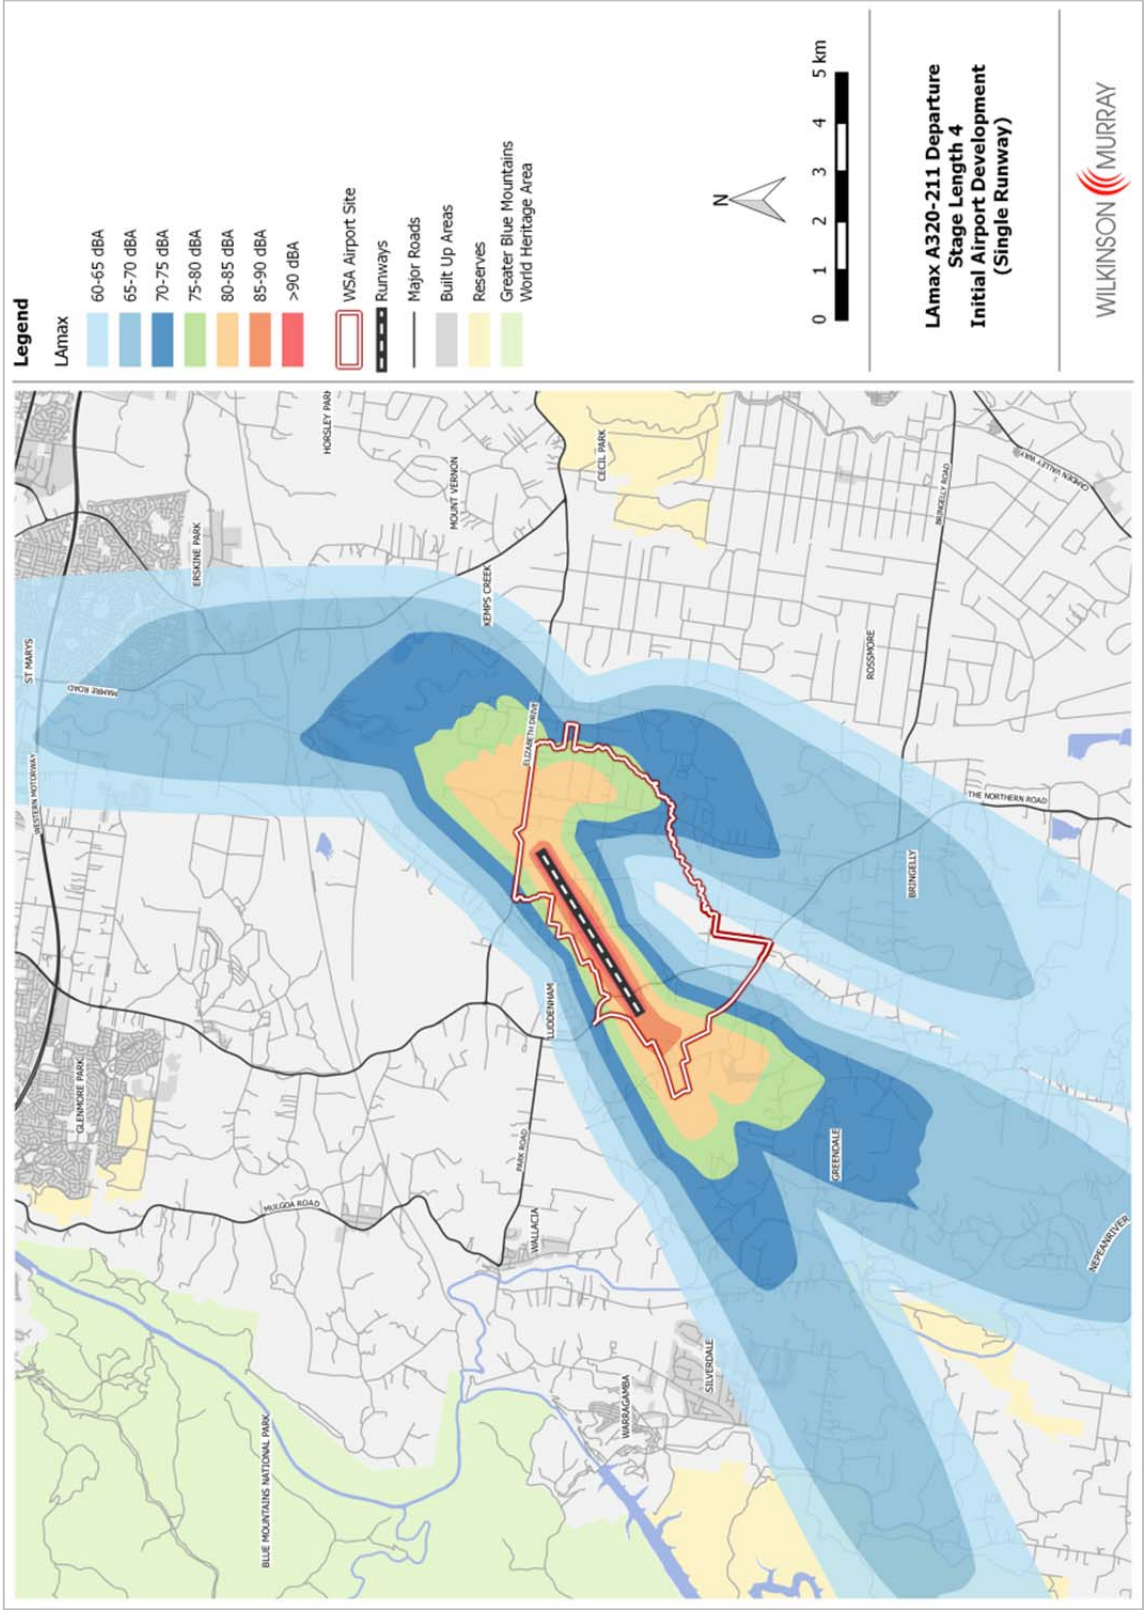 Legend
LAmax
60-65 dBA
65-70 dBA
70-75 dBA
75-80 dBA
80-85 dBA
85-90 dBA
>90 dBA
WSA Airport Site
Runways
Major Roads
Built Up Areas
Reserves
Greater Blue Mountains
World Heritage Area
N
0 1 2 3 4 5 km
LAmax A320-211 Departure
Stage Length 4
Initial Airport Development
(Single Runway)
WILKINSON MURRAY
ST MARYS
MAMRE ROAD
WESTERN MOTORWAY
ERSKINE PARK
HORSLEY PARK
MOUNT VERNON
KEMPS CREEK
CECIL PARK
ELIZABETH DRIVE
GLENMORE PARK
MULGOA ROAD
LUDDENHAM
PARK ROAD
WALLACIA
BLUE MOUNTAINS NATIONAL PARK
WARRAGAMBA
SILVERDALE
GREENDALE
ROSSMORE
BRINGELLY ROAD
CAMDEN VALLEY WAY
THE NORTHERN ROAD
BRINGELLY
NEPEANRIVER